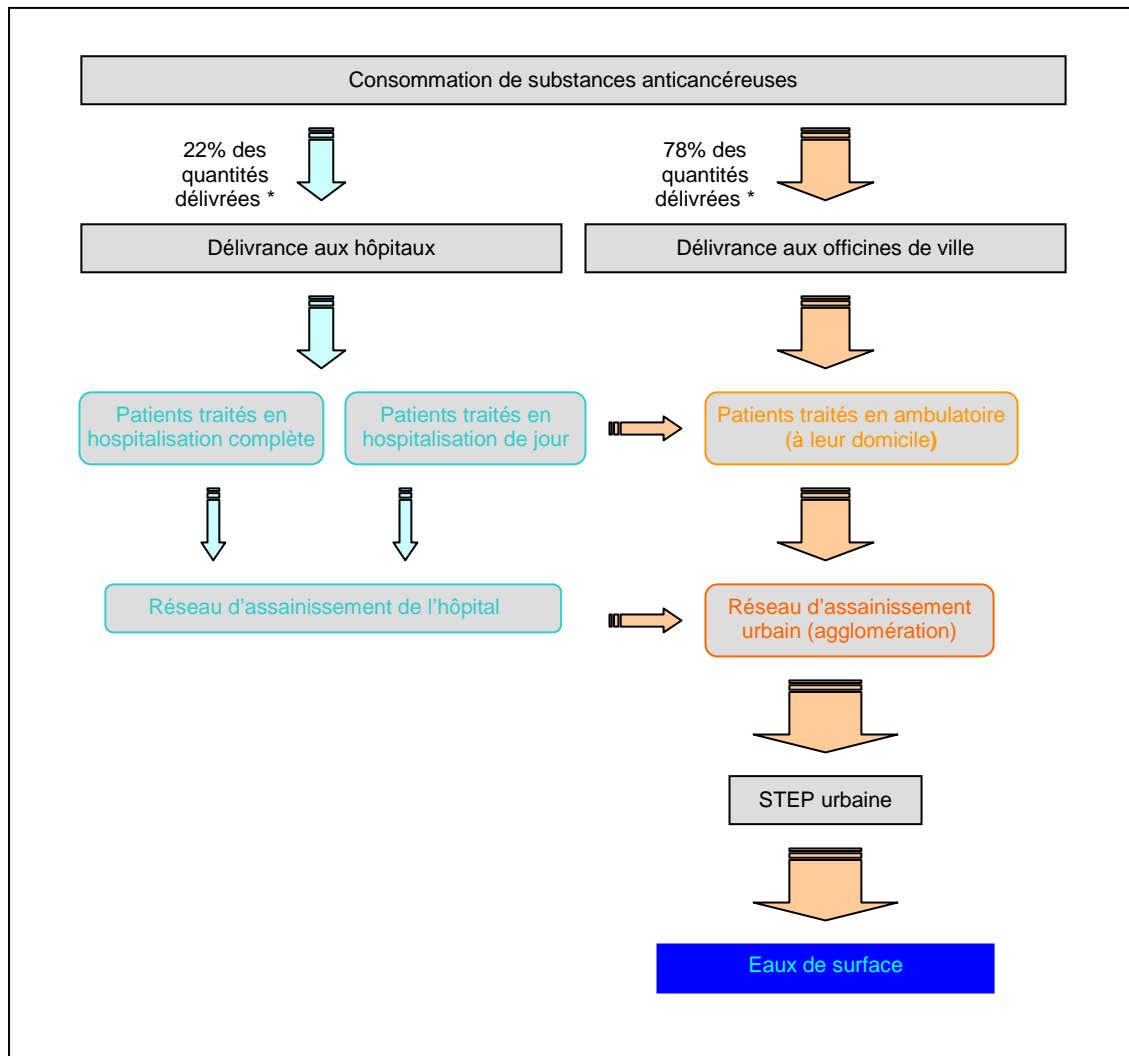 Consommation de substances anticancéreuses
22% des
quantités
délivrées *
78% des
quantités
délivrées *
Délivrance aux hôpitaux
Délivrance aux officines de ville
Patients traités en
hospitalisation complète
Patients traités en
hospitalisation de jour
Patients traités en ambulatoire
(à leur domicile)
Réseau d'assainissement de l'hôpital
Réseau d'assainissement
urbain (agglomération)
STEP urbaine
Eaux de surface